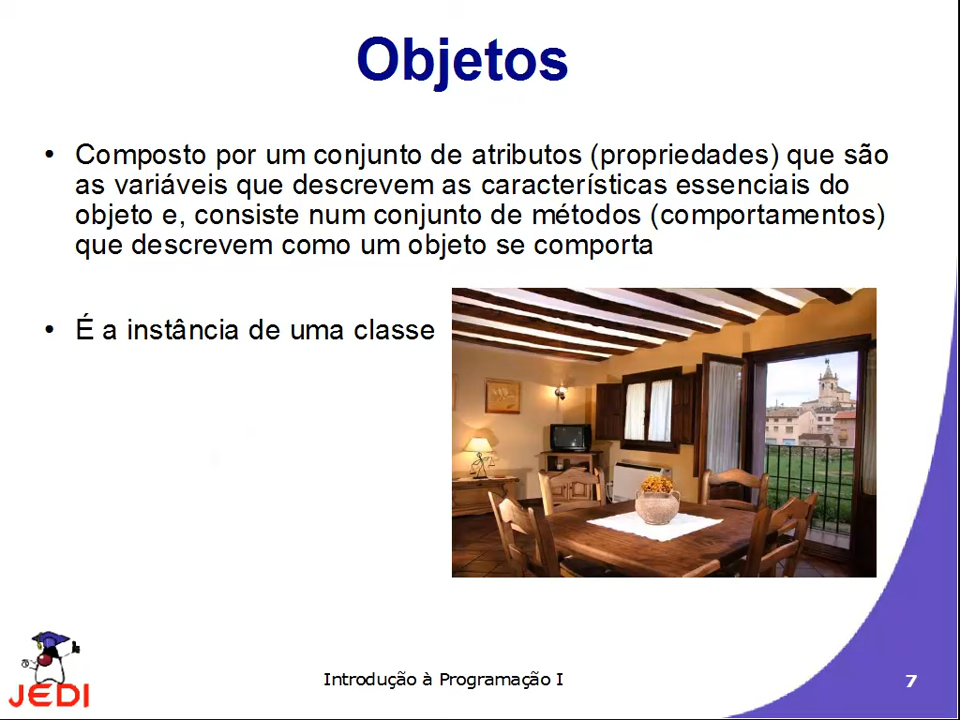 Objetos
• Composto por um conjunto de atributos (propriedades) que são
as variáveis que descrevem as características essenciais do
objeto e, consiste num conjunto de métodos (comportamentos)
que descrevem como um objeto se comporta
• É a instância de uma classe
JEDI
Introdução à Programação I
7